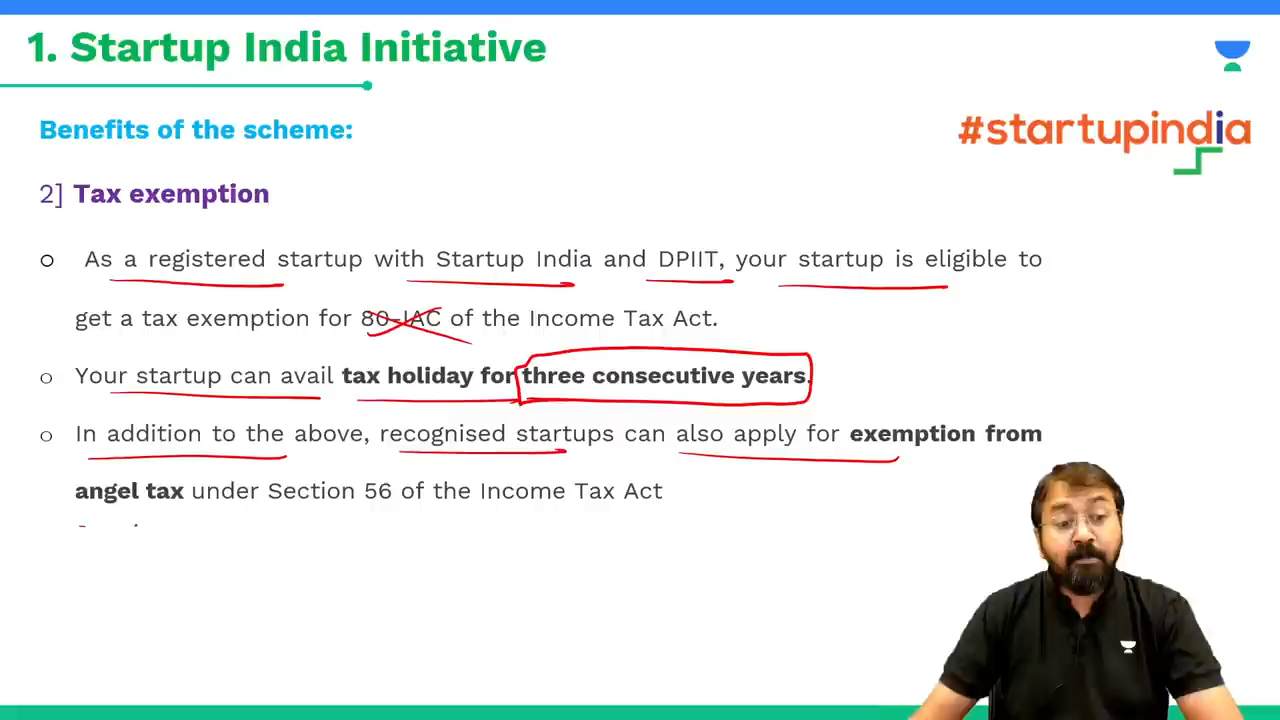 1. Startup India Initiative
Benefits of the scheme:
#startupindia
2] Tax exemption
o As a registered startup with Startup India and DPIIT, your startup is eligible to
get a tax exemption for 80-IAC of the Income Tax Act.
o Your startup can avail tax holiday for three consecutive years.
o In addition to the above, recognised startups can also apply for exemption from
angel tax under Section 56 of the Income Tax Act